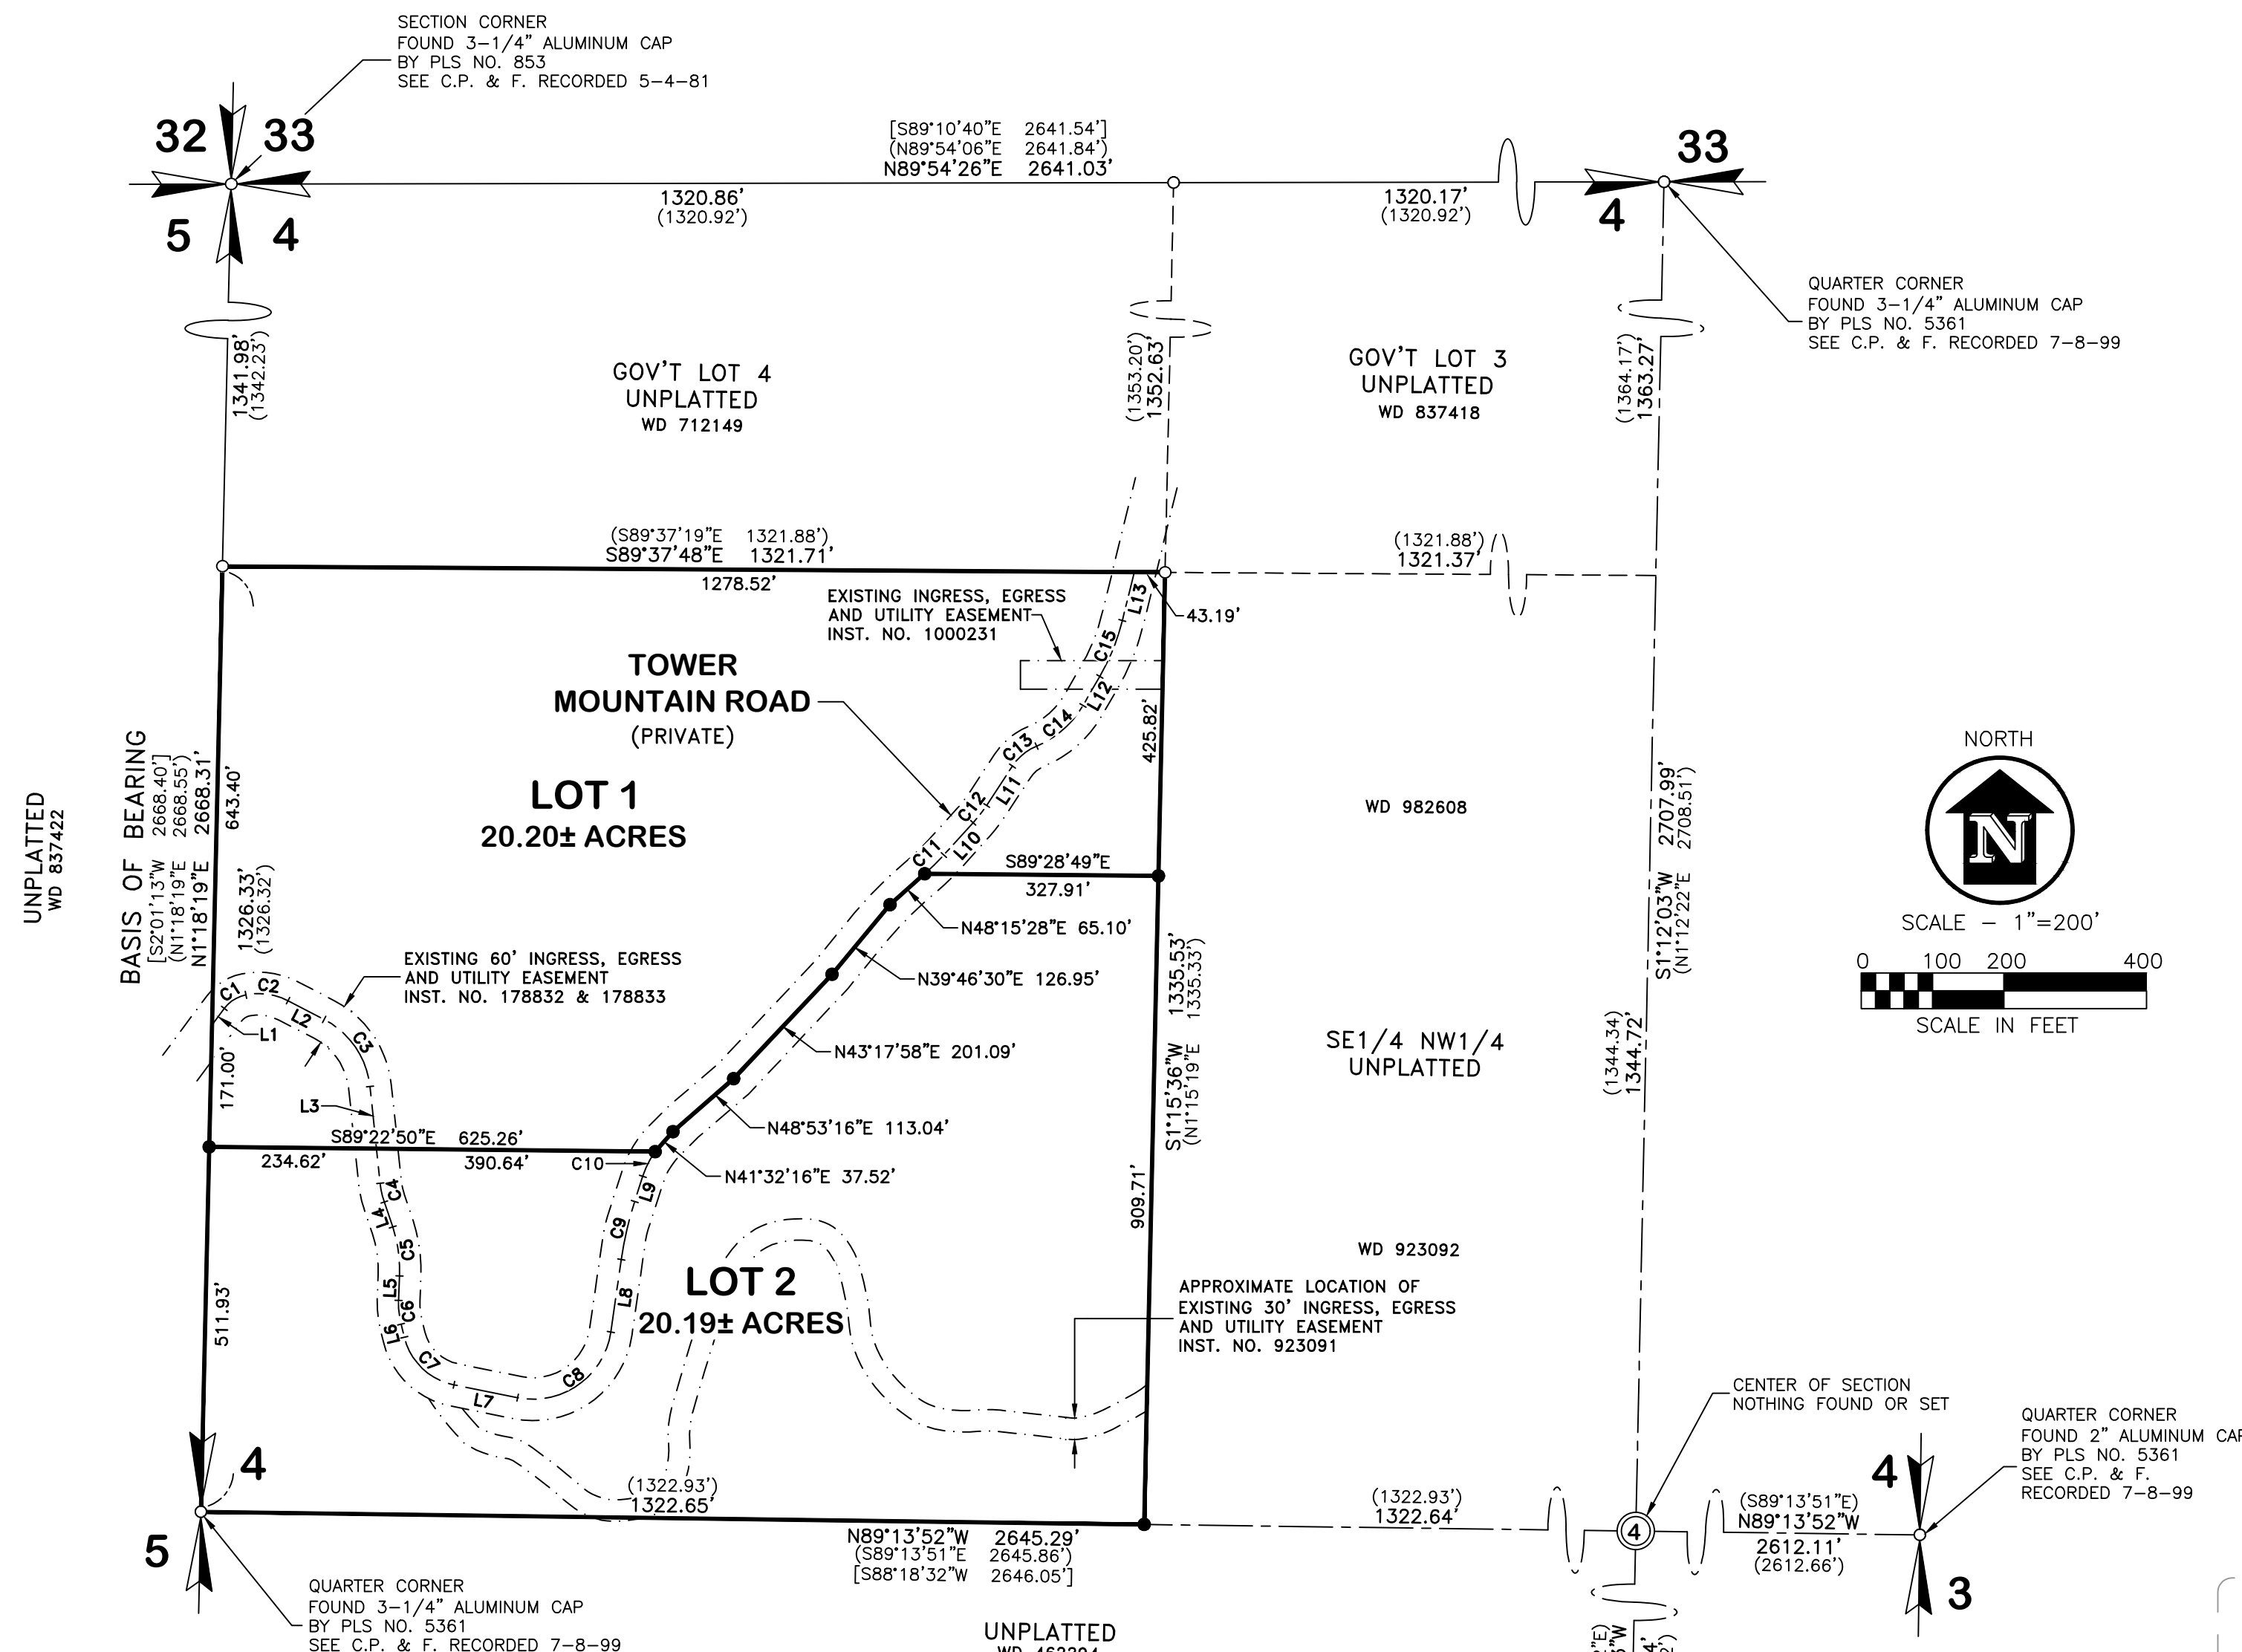 SECTION CORNER
FOUND 3-1/4" ALUMINUM CAP
BY PLS NO. 853
SEE C.P. & F. RECORDED 5-4-81
32
33
5
4
[S89°10'40"E 2641.54']
(N89°54'06"E 2641.84')
N89°54'26"E 2641.03'
1320.86'
(1320.92')
1320.17'
(1320.92')
33
4
QUARTER CORNER
FOUND 3-1/4" ALUMINUM CAP
BY PLS NO. 5361
SEE C.P. & F. RECORDED 7-8-99
1341.98'
(1342.23')
GOV'T LOT 4
UNPLATTED
WD 712149
(1353.20')
1352.63'
GOV'T LOT 3
UNPLATTED
WD 837418
(1364.17')
1363.27'
(S89°37'19"E 1321.88')
S89°37'48"E 1321.71'
1278.52'
(1321.88')
1321.37'
EXISTING INGRESS, EGRESS
AND UTILITY EASEMENT
INST. NO. 1000231
L13
43.19'
C15
L12
C14
C13
L11
C12
L10
C11
TOWER
MOUNTAIN ROAD
(PRIVATE)
425.82'
LOT 1
20.20± ACRES
UNPLATTED
WD 837422
BASIS OF BEARING
[S2°01'13"W 2668.40']
(N1°18'19"E 2668.55')
N1°18'19"E 2668.31'
643.40'
1326.33'
(1326.32')
WD 982608
S1°12'03"W 2707.99'
(N1°12'22"E 2708.51')
NORTH
N
SCALE - 1"=200'
0 100 200 400
SCALE IN FEET
S89°28'49"E
327.91'
N48°15'28"E 65.10'
N39°46'30"E 126.95'
N43°17'58"E 201.09'
N48°53'16"E 113.04'
N41°32'16"E 37.52'
EXISTING 60' INGRESS, EGRESS
AND UTILITY EASEMENT
INST. NO. 178832 & 178833
C1
C2
L1
L2
C3
L3
171.00'
S89°22'50"E 625.26'
234.62'
390.64'
C10
S1°15'36"W 1335.53'
(N1°15'19"E 1335.33')
SE1/4 NW1/4
UNPLATTED
(1344.34)
1344.72'
C4
L4
C5
L5
C6
L6
C7
L7
C8
L8
C9
L9
511.93'
909.71'
LOT 2
20.19± ACRES
WD 923092
APPROXIMATE LOCATION OF
EXISTING 30' INGRESS, EGRESS
AND UTILITY EASEMENT
INST. NO. 923091
CENTER OF SECTION
NOTHING FOUND OR SET
QUARTER CORNER
FOUND 2" ALUMINUM CAP
BY PLS NO. 5361
SEE C.P. & F.
RECORDED 7-8-99
4
5
(1322.93')
1322.65'
(1322.93')
1322.64'
4
(S89°13'51"E)
N89°13'52"W
2612.11'
(2612.66')
4
3
N89°13'52"W 2645.29'
(S89°13'51"E 2645.86')
[S88°18'32"W 2646.05']
QUARTER CORNER
FOUND 3-1/4" ALUMINUM CAP
BY PLS NO. 5361
SEE C.P. & F. RECORDED 7-8-99
UNPLATTED